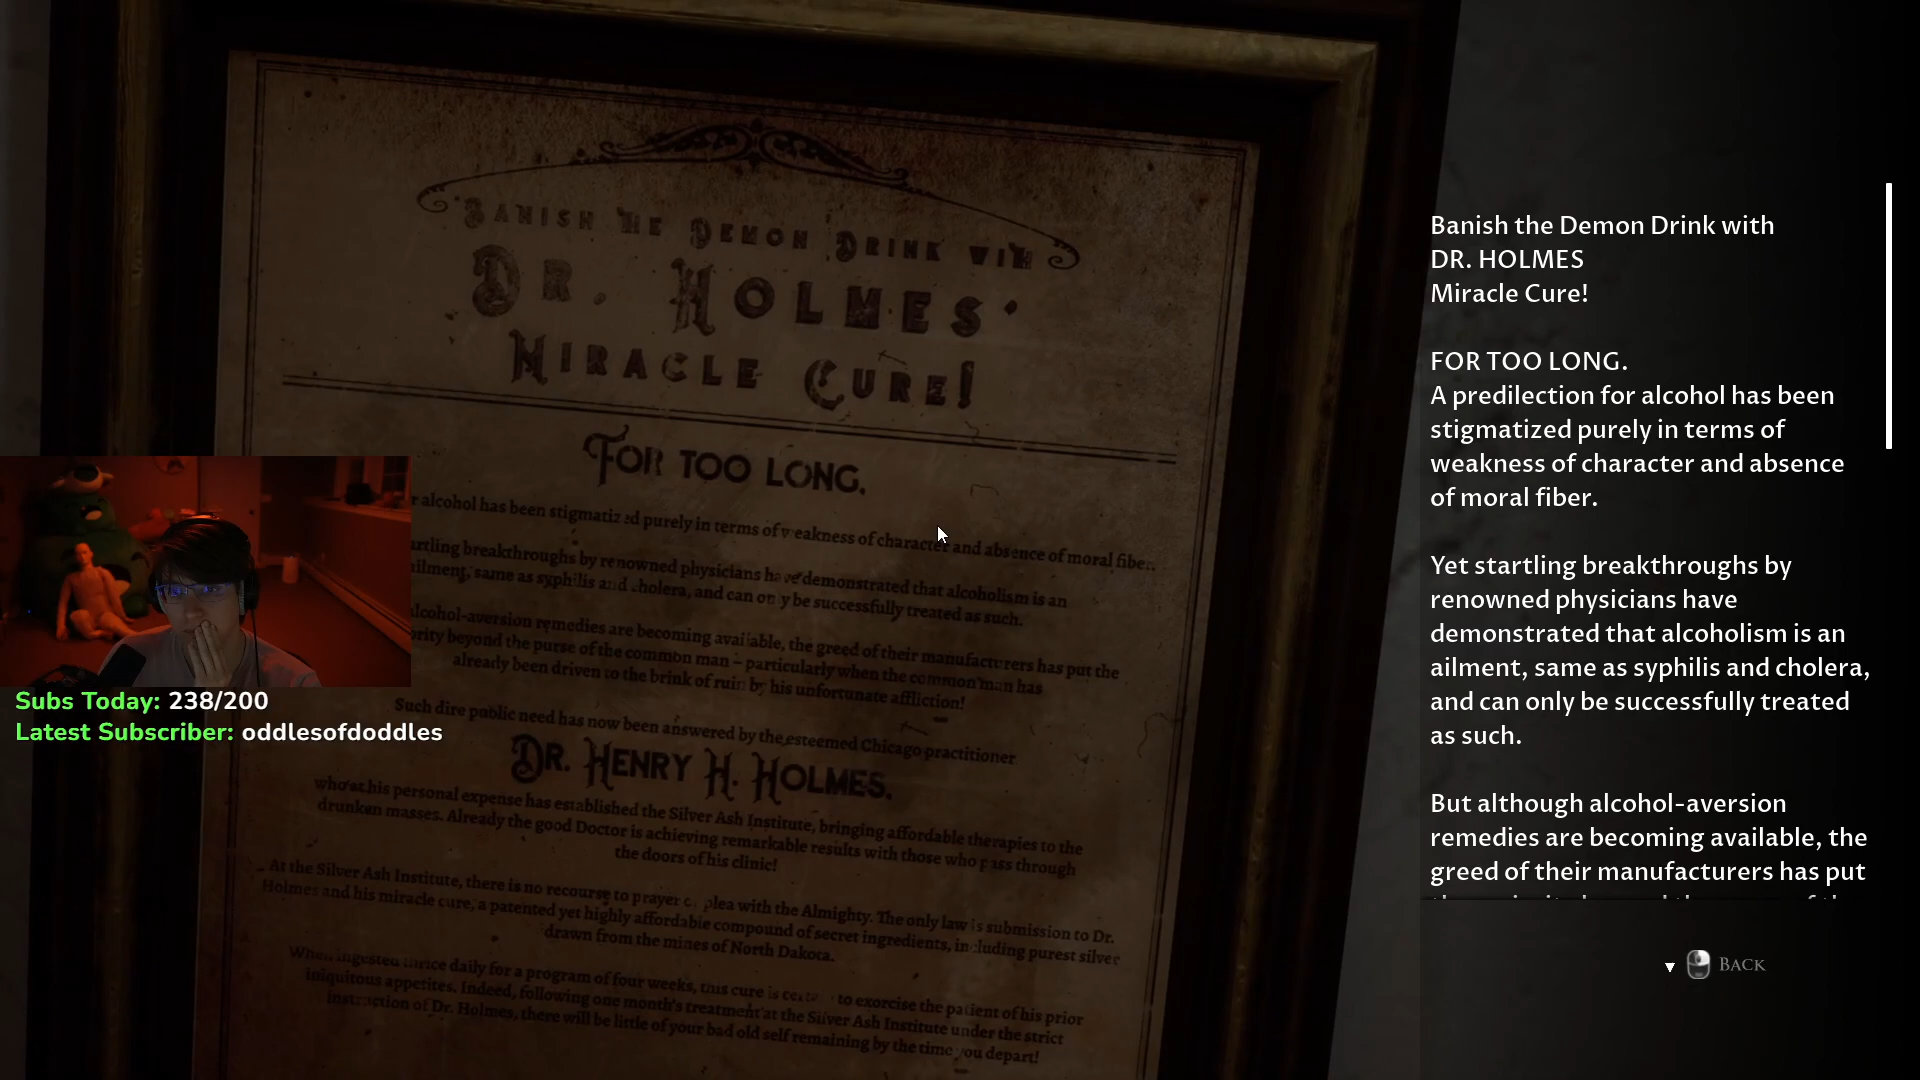 BANISH THE DEMON DRINK WITH
DR. HOLMES'
MIRACLE CURE!
FOR TOO LONG.
r alcohol has been stigmatized purely in terms of weakness of character and absence of moral fiber.
artling breakthroughs by renowned physicians have demonstrated that alcoholism is an
ailment, same as syphilis and cholera, and can only be successfully treated as such.
alcohol-aversion remedies are becoming available, the greed of their manufacturers has put the
ority beyond the purse of the common man – particularly when the common man has
already been driven to the brink of ruin by his unfortunate affliction!
Such dire public need has now been answered by the esteemed Chicago practitioner
DR. HENRY H. HOLMES.
who at his personal expense has established the Silver Ash Institute, bringing affordable therapies to the
drunken masses. Already the good Doctor is achieving remarkable results with those who pass through
the doors of his clinic!
At the Silver Ash Institute, there is no recourse to prayer or plea with the Almighty. The only law is submission to Dr.
Holmes and his miracle cure, a patented yet highly affordable compound of secret ingredients, including purest silver
drawn from the mines of North Dakota.
When ingested thrice daily for a program of four weeks, this cure is certain to exorcise the patient of his prior
iniquitous appetites. Indeed, following one month's treatment at the Silver Ash Institute under the strict
instruction of Dr. Holmes, there will be little of your bad old self remaining by the time you depart!
Subs Today: 238/200
Latest Subscriber: oddlesofdoddles
Banish the Demon Drink with
DR. HOLMES
Miracle Cure!
FOR TOO LONG.
A predilection for alcohol has been
stigmatized purely in terms of
weakness of character and absence
of moral fiber.
Yet startling breakthroughs by
renowned physicians have
demonstrated that alcoholism is an
ailment, same as syphilis and cholera,
and can only be successfully treated
as such.
But although alcohol-aversion
remedies are becoming available, the
greed of their manufacturers has put
BACK